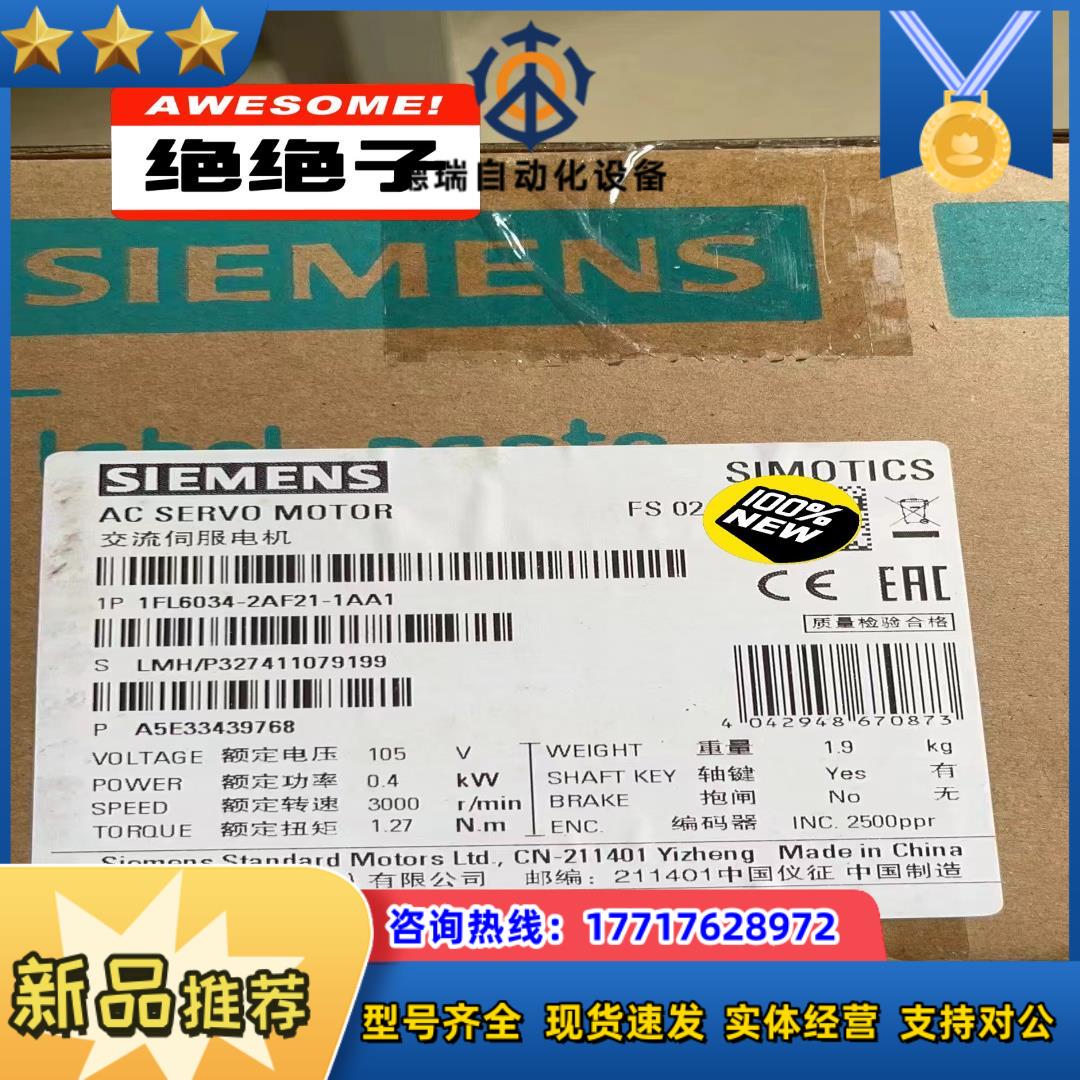 AWESOME!
绝绝子
德瑞自动化设备
SIEMENS
SIEMENS
SIMOTICS
AC SERVO MOTOR
FS 02
100%
NEW
交流伺服电机
CE EAC
1P 1FL6034-2AF21-1AA1
质量检验合格
S LMH/P327411079199
P A5E33439768
4 042948 670873
VOLTAGE 额定电压 105 V
POWER 额定功率 0.4 kW
SPEED 额定转速 3000 r/min
TORQUE 额定扭矩 1.27 N.m
WEIGHT 重量 1.9 kg
SHAFT KEY 轴键 Yes 有
BRAKE 抱闸 No 无
ENC. 编码器 INC. 2500ppr
Siemens Standard Motors Ltd., CN-211401 Yizheng Made in China
)有限公司 邮编：211401中国仪征 中国制造
咨询热线：17717628972
新品推荐
型号齐全 现货速发 实体经营 支持对公